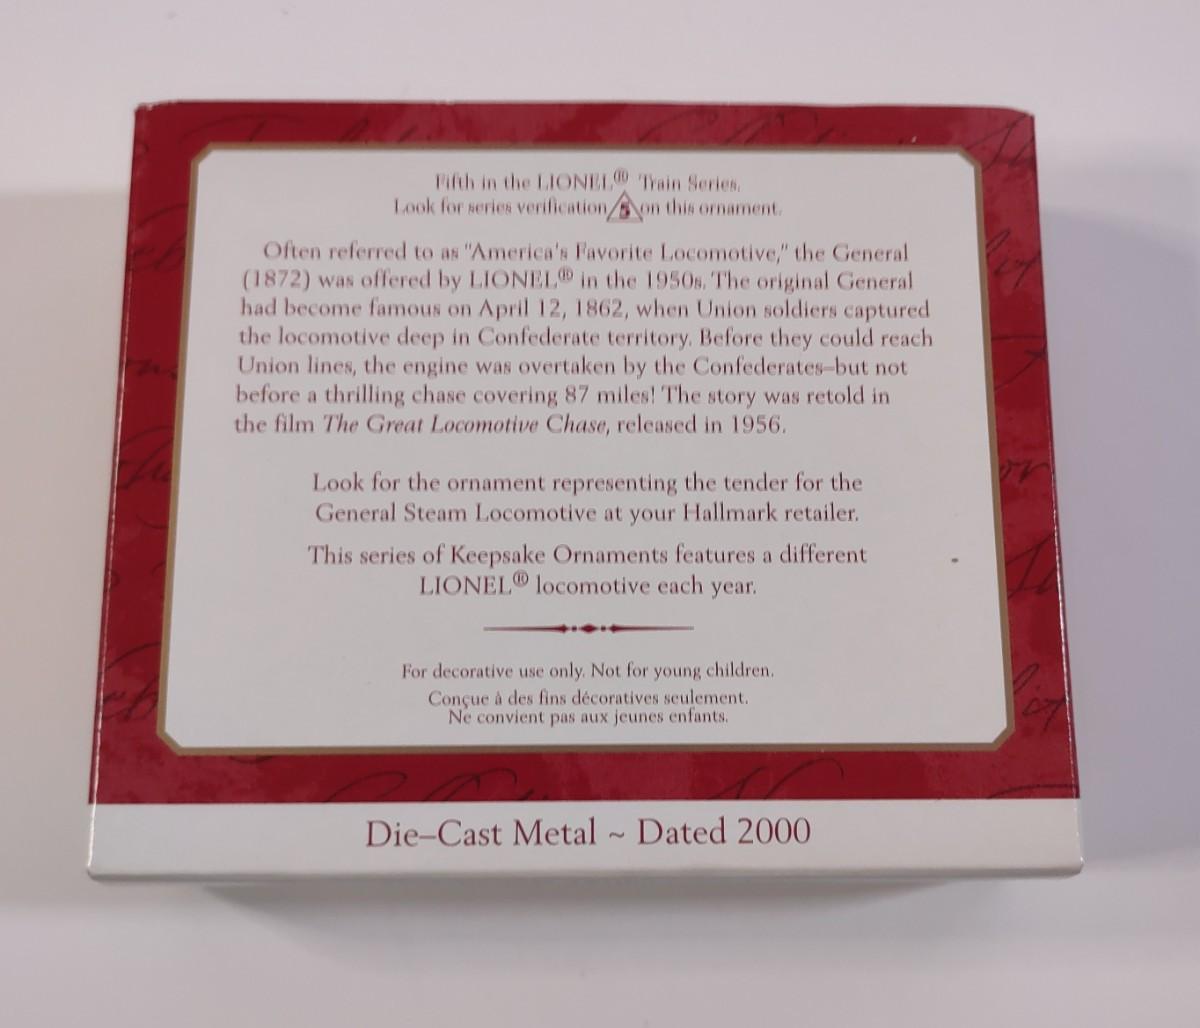 Fifth in the LIONEL® Train Series.
Look for series verification 5 on this ornament.
Often referred to as "America's Favorite Locomotive," the General
(1872) was offered by LIONEL® in the 1950s. The original General
had become famous on April 12, 1862, when Union soldiers captured
the locomotive deep in Confederate territory. Before they could reach
Union lines, the engine was overtaken by the Confederates–but not
before a thrilling chase covering 87 miles! The story was retold in
the film The Great Locomotive Chase, released in 1956.
Look for the ornament representing the tender for the
General Steam Locomotive at your Hallmark retailer.
This series of Keepsake Ornaments features a different
LIONEL® locomotive each year.
For decorative use only. Not for young children.
Conçue à des fins décoratives seulement.
Ne convient pas aux jeunes enfants.
Die–Cast Metal ~ Dated 2000